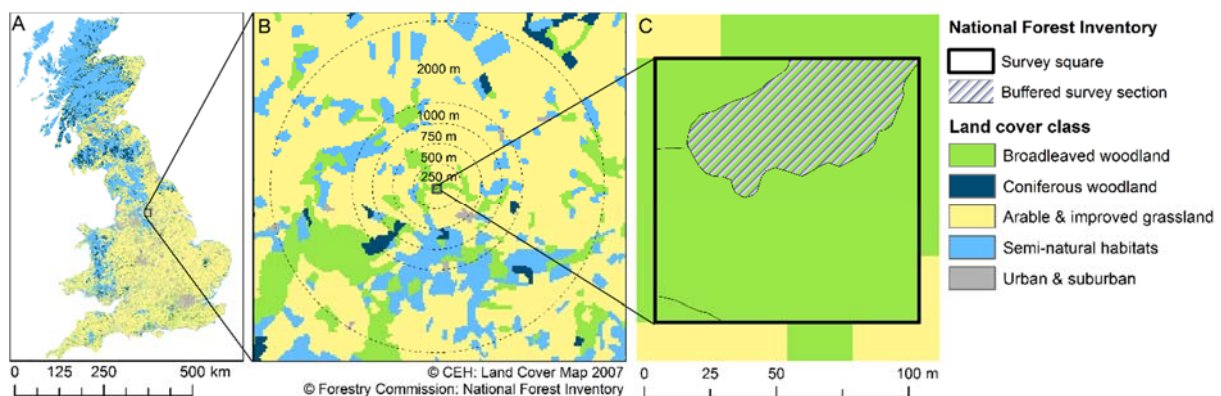 A
B
C
2000 m
1000 m
750 m
500 m
250 m
National Forest Inventory
Survey square
Buffered survey section
Land cover class
Broadleaved woodland
Coniferous woodland
Arable & improved grassland
Semi-natural habitats
Urban & suburban
0 125 250 500 km
© CEH: Land Cover Map 2007
© Forestry Commission: National Forest Inventory
0 25 50 100 m